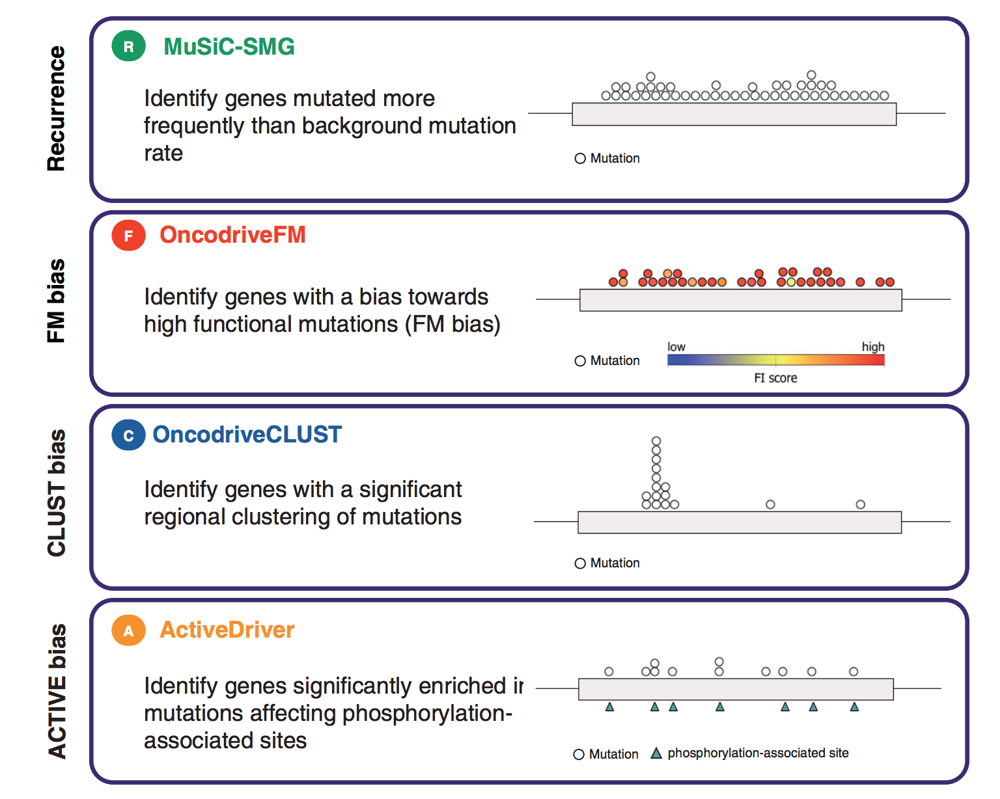 Recurrence
R MuSiC-SMG
Identify genes mutated more
frequently than background mutation
rate
Mutation
FM bias
F OncodriveFM
Identify genes with a bias towards
high functional mutations (FM bias)
Mutation
low high
FI score
CLUST bias
C OncodriveCLUST
Identify genes with a significant
regional clustering of mutations
Mutation
ACTIVE bias
A ActiveDriver
Identify genes significantly enriched
mutations affecting phosphorylation-
associated sites
Mutation phosphorylation-associated site